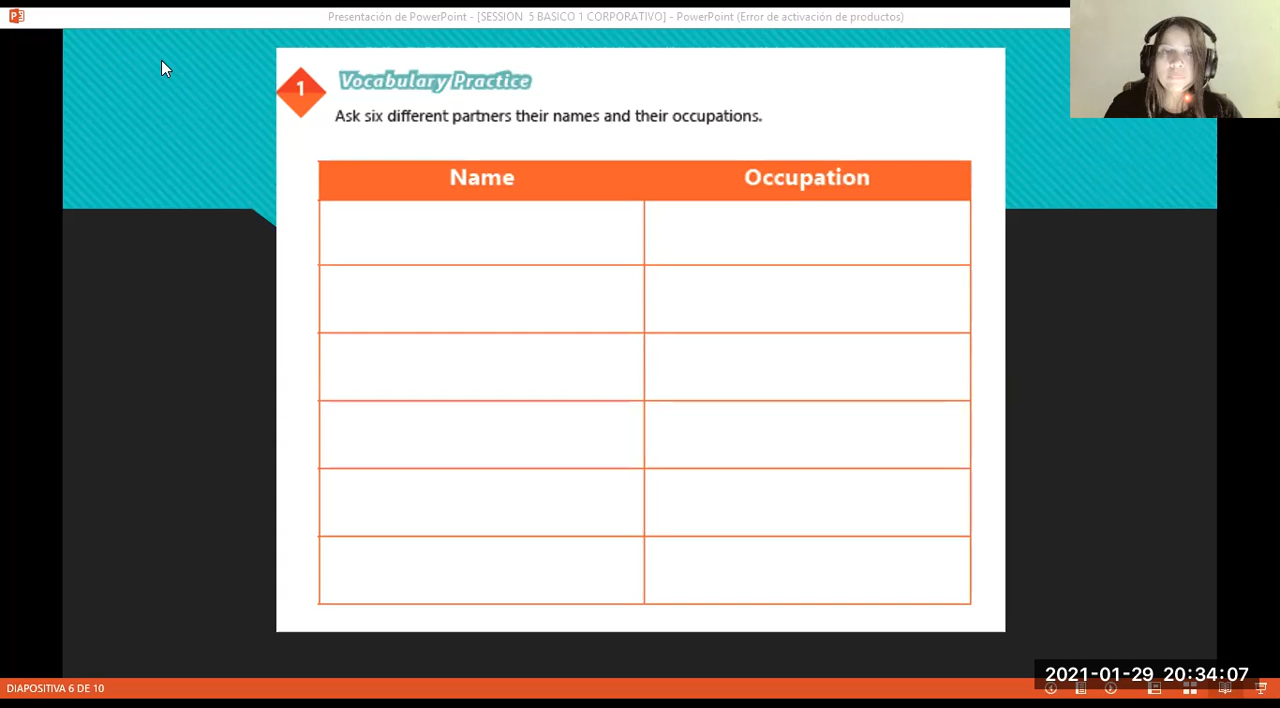 Presentación de PowerPoint - [SESSION 5 BASICO 1 CORPORATIVO] - PowerPoint (Error de activación de productos)
1
Vocabulary Practice
Ask six different partners their names and their occupations.
Name Occupation
2021-01-29 20:34:07
DIAPOSITIVA 6 DE 10